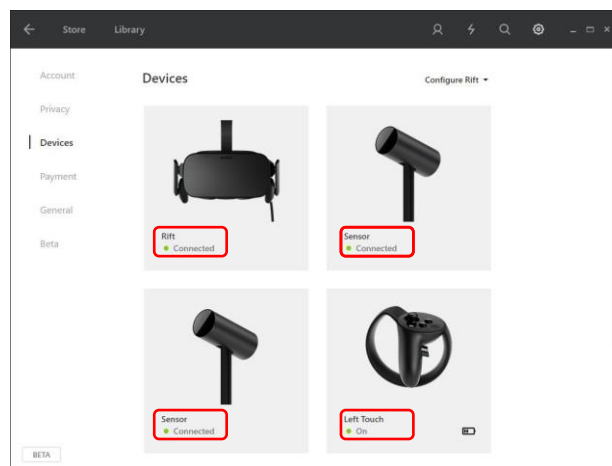 Store Library
Account
Privacy
Devices
Payment
General
Beta
BETA
Devices
Configure Rift
Rift
Connected
Sensor
Connected
Sensor
Connected
Left Touch
On